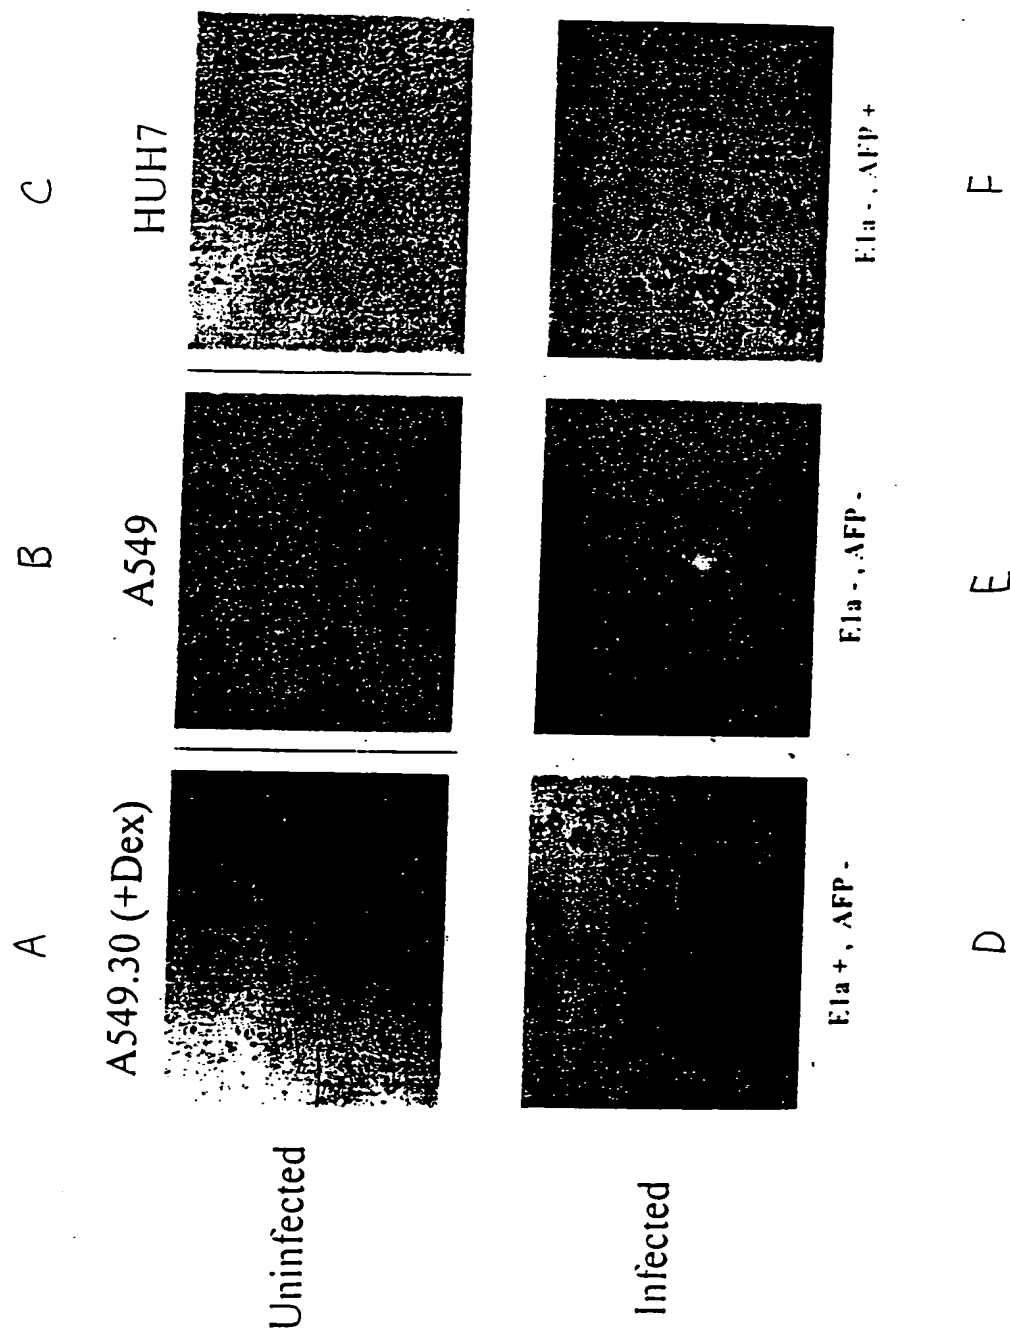 A B C
A549.30 (+Dex) A549 HUH7
Uninfected
Infected
E1a+, AFP- E1a-, AFP- E1a-, AFP+
D E F